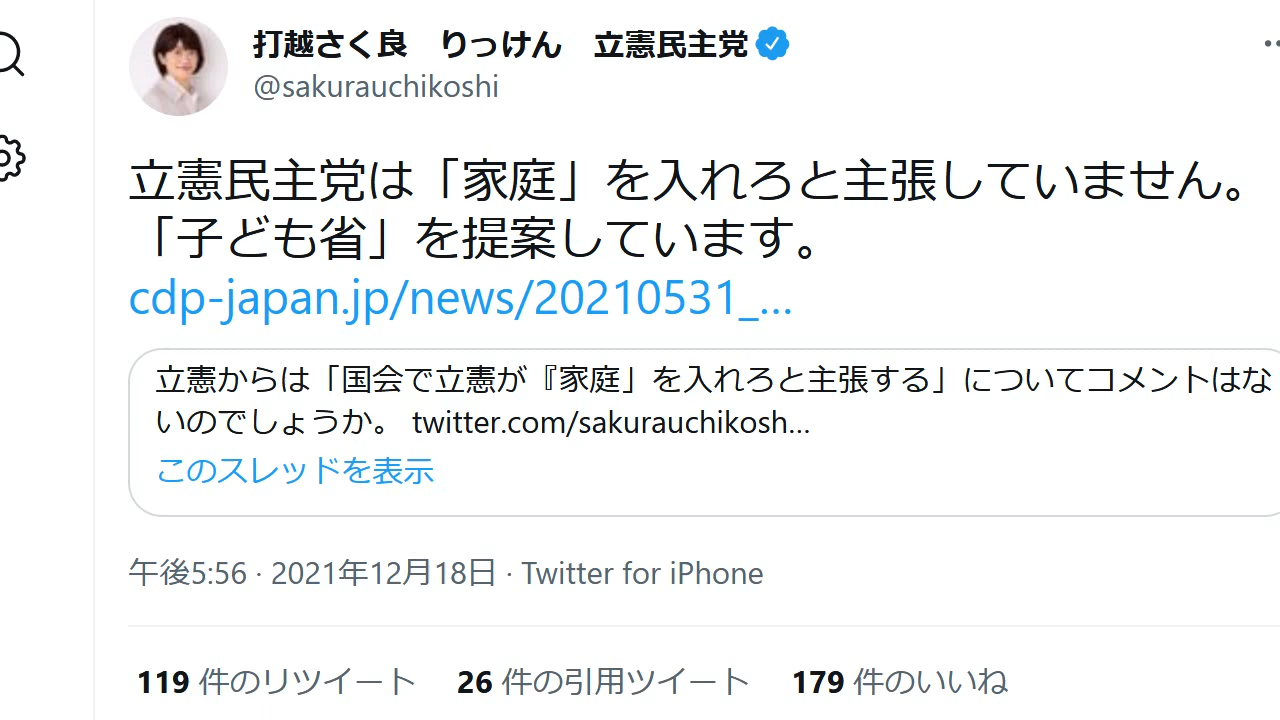 打越さく良　りっけん　立憲民主党
@sakurauchikoshi
立憲民主党は「家庭」を入れろと主張していません。
「子ども省」を提案しています。
cdp-japan.jp/news/20210531_...
立憲からは「国会で立憲が『家庭」を入れろと主張する」についてコメントはな
いのでしょうか。 twitter.com/sakurauchikosh...
このスレッドを表示
午後5:56 · 2021年12月18日 · Twitter for iPhone
119 件のリツイート 26 件の引用ツイート 179 件のいいね